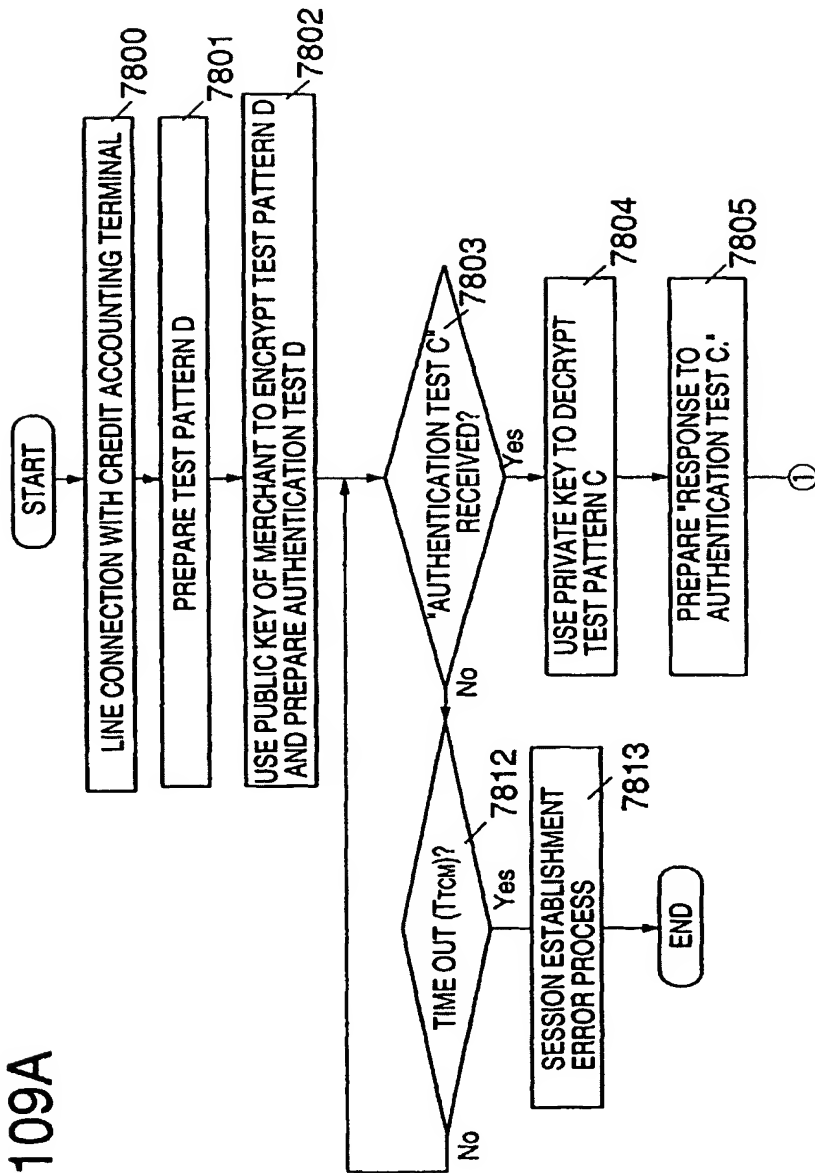 109A
START
LINE CONNECTION WITH CREDIT ACCOUNTING TERMINAL
7800
PREPARE TEST PATTERN D
7801
USE PUBLIC KEY OF MERCHANT TO ENCRYPT TEST PATTERN D
AND PREPARE AUTHENTICATION TEST D
7802
"AUTHENTICATION TEST C"
RECEIVED?
7803
No
Yes
USE PRIVATE KEY TO DECRYPT
TEST PATTERN C
7804
PREPARE "RESPONSE TO
AUTHENTICATION TEST C."
7805
1
TIME OUT (TTCM)?
7812
No
Yes
SESSION ESTABLISHMENT
ERROR PROCESS
7813
END